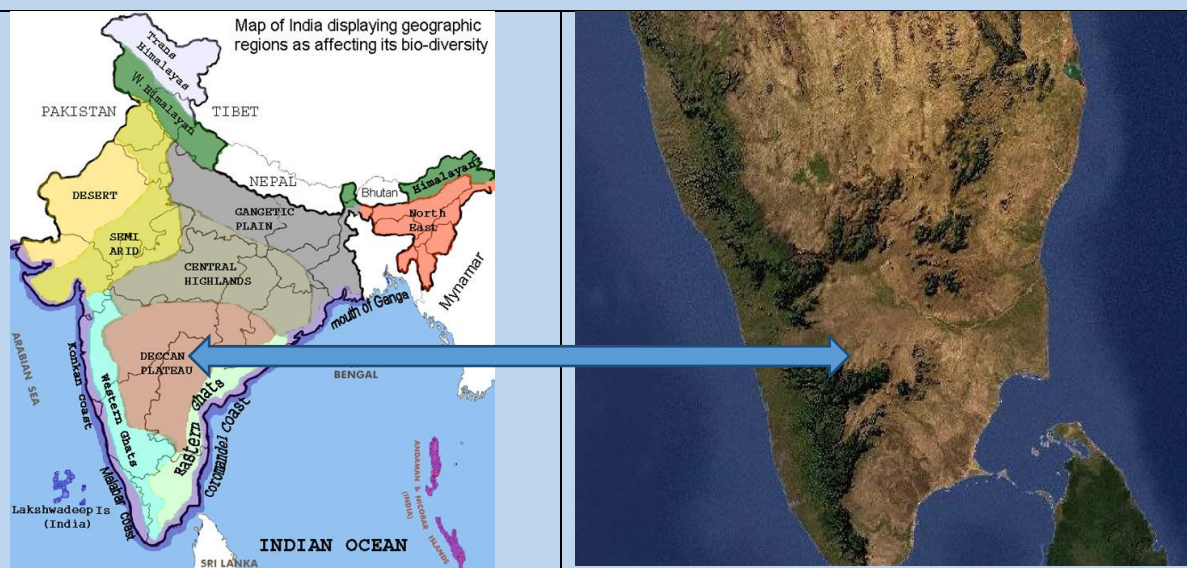 Map of India displaying geographic
regions as affecting its bio-diversity
Trans
Himalayas
W. Himalayan
PAKISTAN
TIBET
NEPAL
Bhutan
Himalayan
DESERT
SEMI
ARID
GANGETIC
PLAIN
North
East
CENTRAL
HIGHLANDS
Mynamar
mouth of Ganga
ARABIAN SEA
Konkan coast
Western Ghats
DECCAN
PLATEAU
BENGAL
Eastern Ghats
coromandel coast
Malabar coast
Lakshwadeep Is
(India)
ANDAMAN & NICOBAR ISLANDS
(INDIA)
INDIAN OCEAN
SRI LANKA